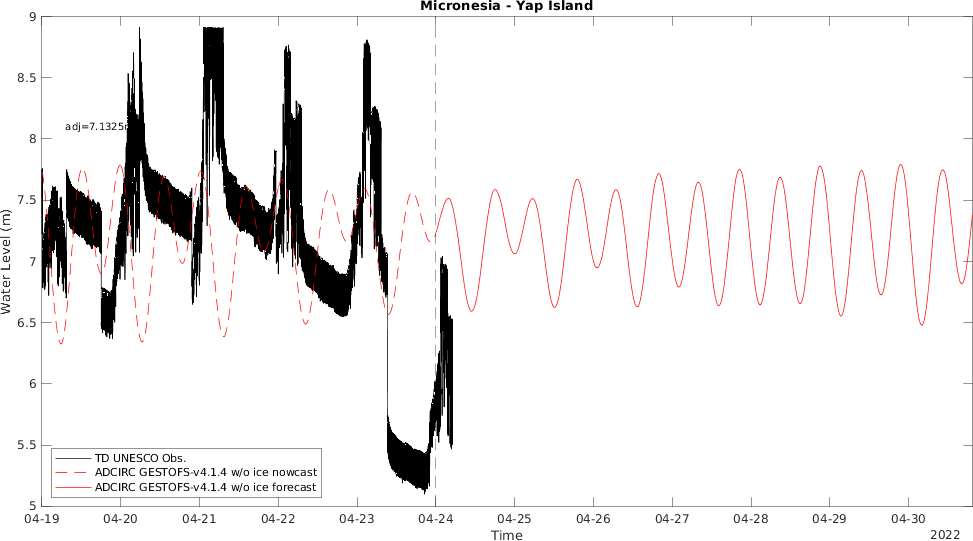 Micronesia - Yap Island
9
8.5
8
7.5
7
6.5
6
5.5
5
Water Level (m)
adj=7.1325m
TD UNESCO Obs.
ADCIRC GESTOFS-v4.1.4 w/o ice nowcast
ADCIRC GESTOFS-v4.1.4 w/o ice forecast
04-19 04-20 04-21 04-22 04-23 04-24 04-25 04-26 04-27 04-28 04-29 04-30
Time
2022